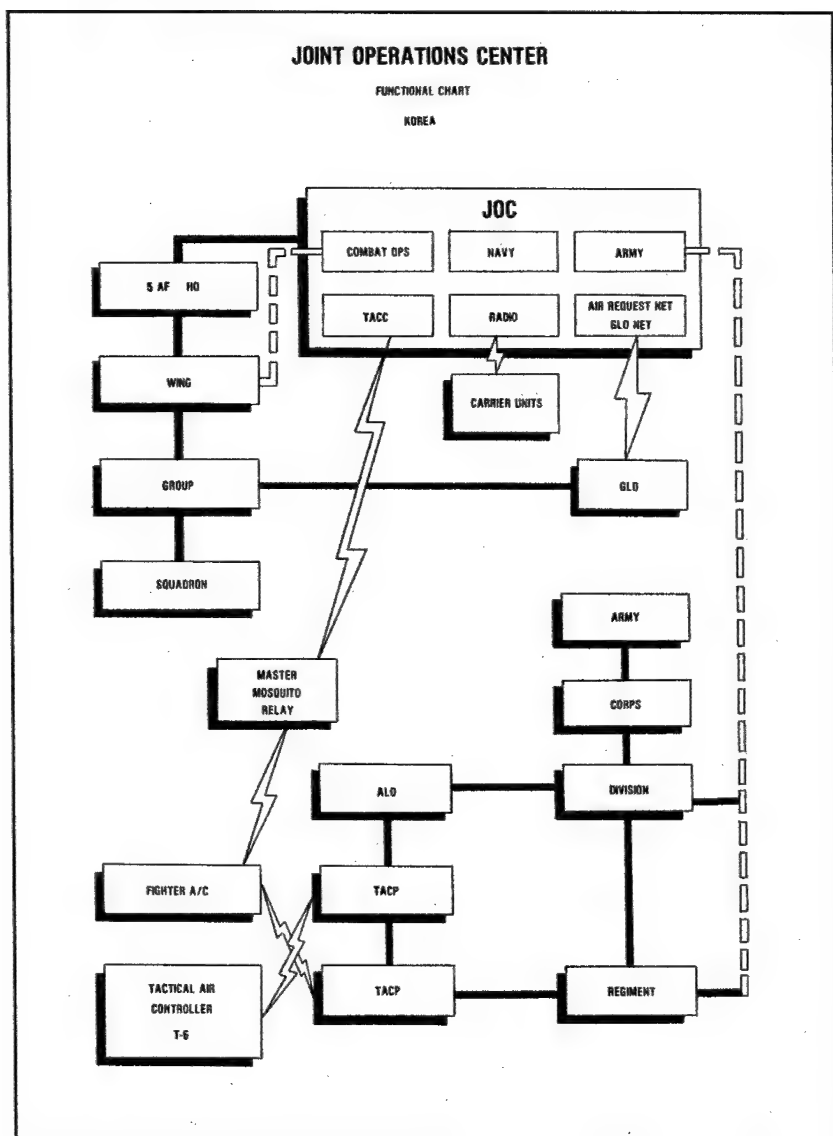 JOINT OPERATIONS CENTER
FUNCTIONAL CHART
KOREA
JOC
COMBAT OPS
NAVY
ARMY
5 AF HQ
TACC
RADIO
AIR REQUEST NET
GLO NET
WING
CARRIER UNITS
GROUP
GLO
SQUADRON
ARMY
MASTER
MOSQUITO
RELAY
CORPS
ALO
DIVISION
FIGHTER A/C
TACP
TACTICAL AIR
CONTROLLER
T-6
TACP
REGIMENT